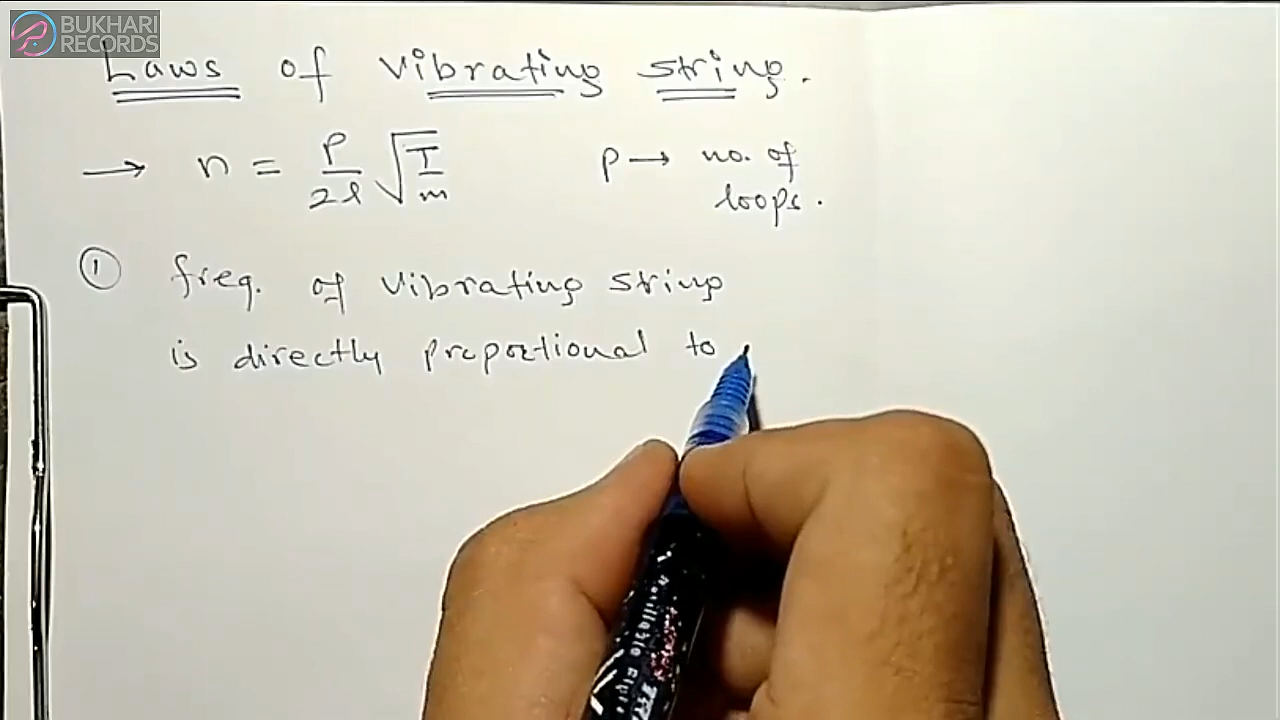 BUKHARI
RECORDS
Laws of vibrating string.
→ n = P/2l √T/m
P → no. of
loops.
① freq. of vibrating string
is directly proportional to